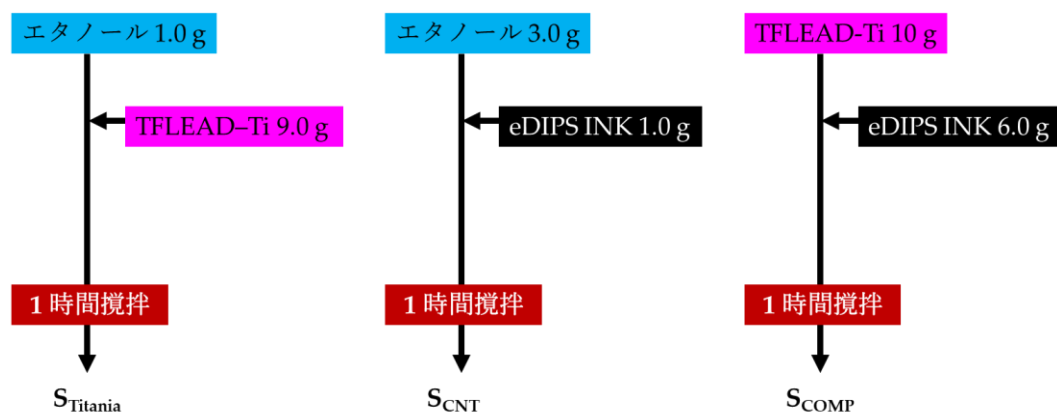 エタノール 1.0 g
TFLEAD–Ti 9.0 g
1 時間撹拌
STitania
エタノール 3.0 g
eDIPS INK 1.0 g
1 時間撹拌
SCNT
TFLEAD-Ti 10 g
eDIPS INK 6.0 g
1 時間撹拌
SCOMP